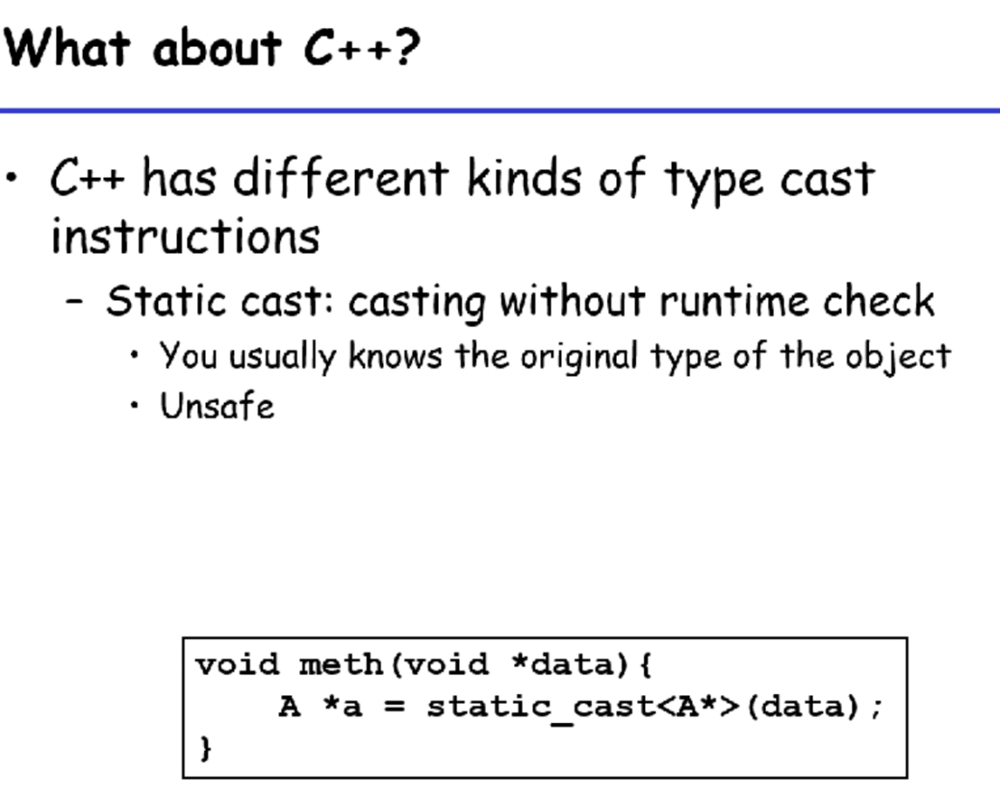 What about C++?
• C++ has different kinds of type cast
instructions
– Static cast: casting without runtime check
• You usually knows the original type of the object
• Unsafe
void meth(void *data){
    A *a = static_cast<A*>(data);
}